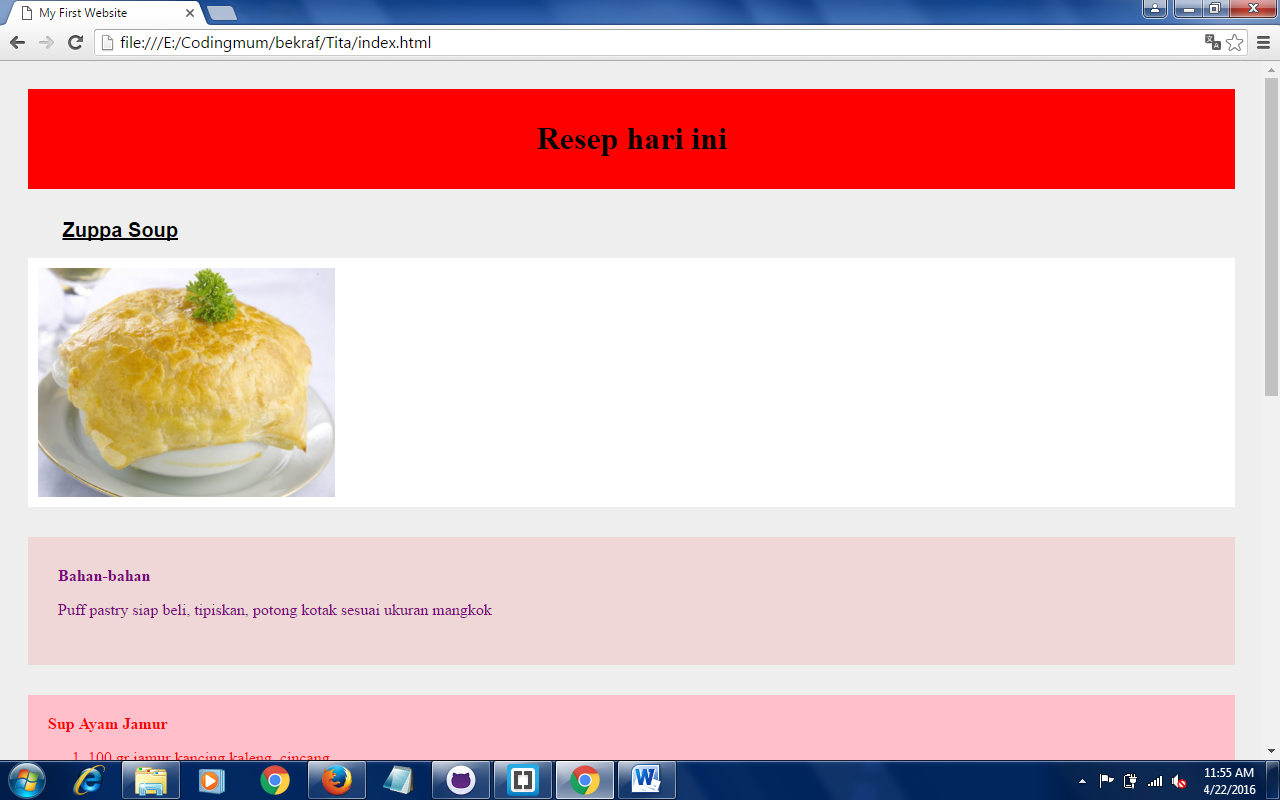 My First Website
file:///E:/Codingmum/bekraf/Tita/index.html
Resep hari ini
Zuppa Soup
Bahan-bahan
Puff pastry siap beli, tipiskan, potong kotak sesuai ukuran mangkok
Sup Ayam Jamur
1. 100 gr jamur kancing kaleng, cincang
11:55 AM
4/22/2016